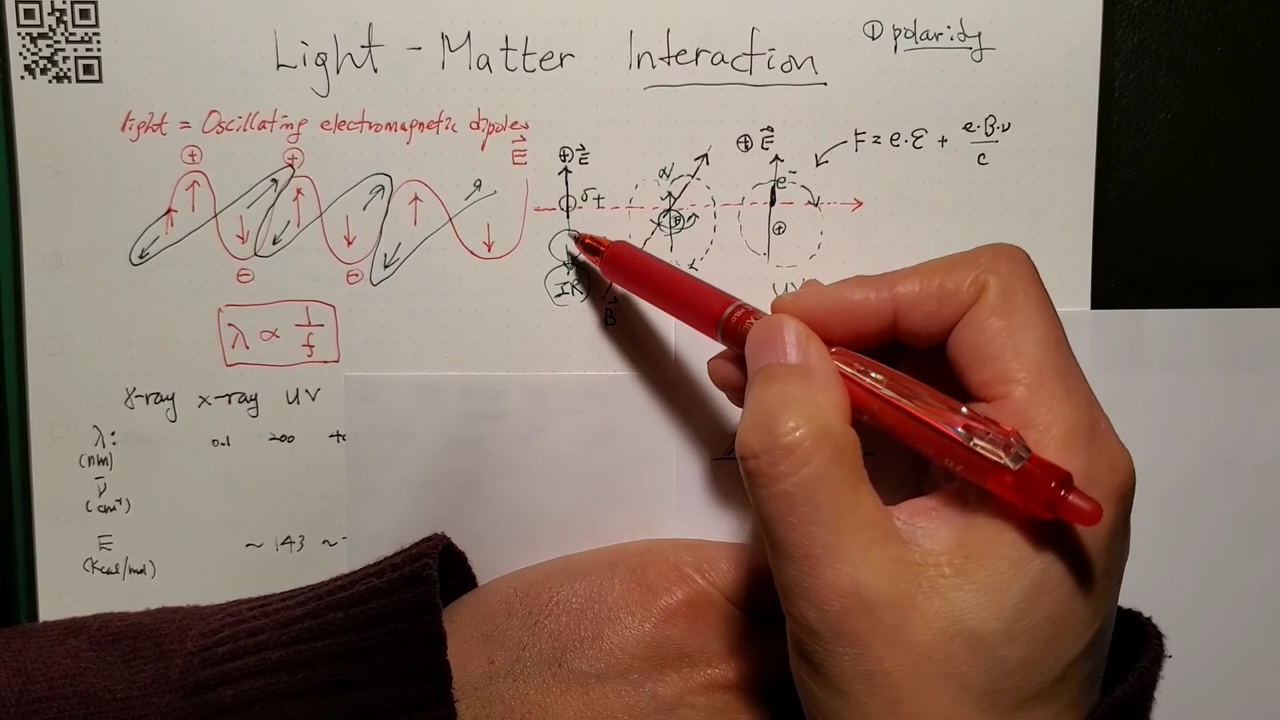 Light - Matter Interaction
① polarity
light = Oscillating electromagnetic dipoles
⊕ ⊕ E⃗
⊖ ⊖
⊕ E⃗
δ+
IR
α
B⃗
⊕ E⃗
e⁻
⊕
UV
F = e·ε + e·B·v / c
λ ∝ 1/f
γ-ray x-ray UV
λ: 0.1 200
(nm)
ν̄
(cm⁻¹)
E ~ 143 ~
(kcal/mol)